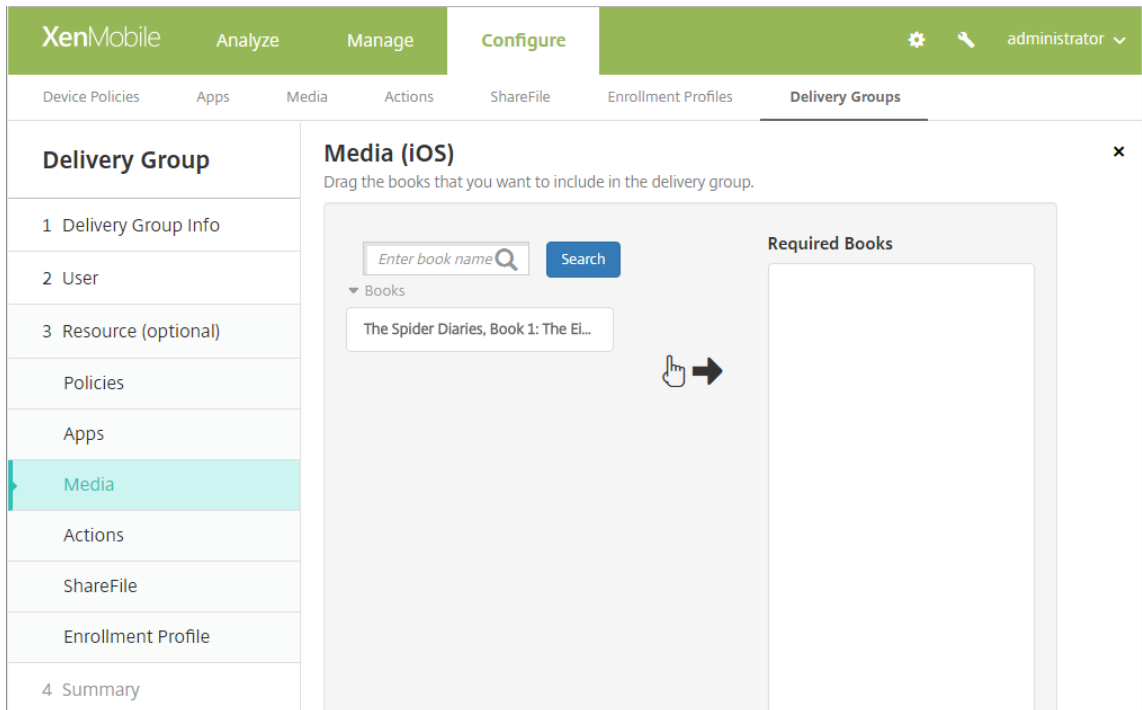 XenMobile Analyze Manage Configure administrator
Device Policies Apps Media Actions ShareFile Enrollment Profiles Delivery Groups
Delivery Group
1 Delivery Group Info
2 User
3 Resource (optional)
Policies
Apps
Media
Actions
ShareFile
Enrollment Profile
4 Summary
Media (iOS)
Drag the books that you want to include in the delivery group.
Enter book name Search
Books
The Spider Diaries, Book 1: The Ei...
Required Books